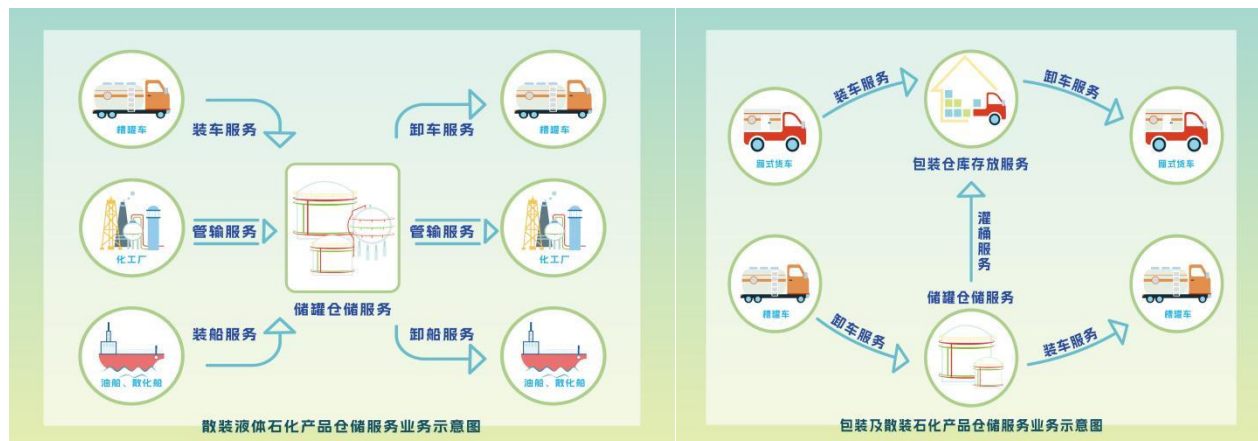 槽罐车
装车服务
卸车服务
槽罐车
化工厂
管输服务
管输服务
化工厂
储罐仓储服务
油船、散化船
装船服务
卸船服务
油船、散化船
散装液体石化产品仓储服务业务示意图
装车服务
卸车服务
厢式货车
包装仓库存放服务
厢式货车
灌桶服务
槽罐车
储罐仓储服务
槽罐车
卸车服务
装车服务
包装及散装石化产品仓储服务业务示意图